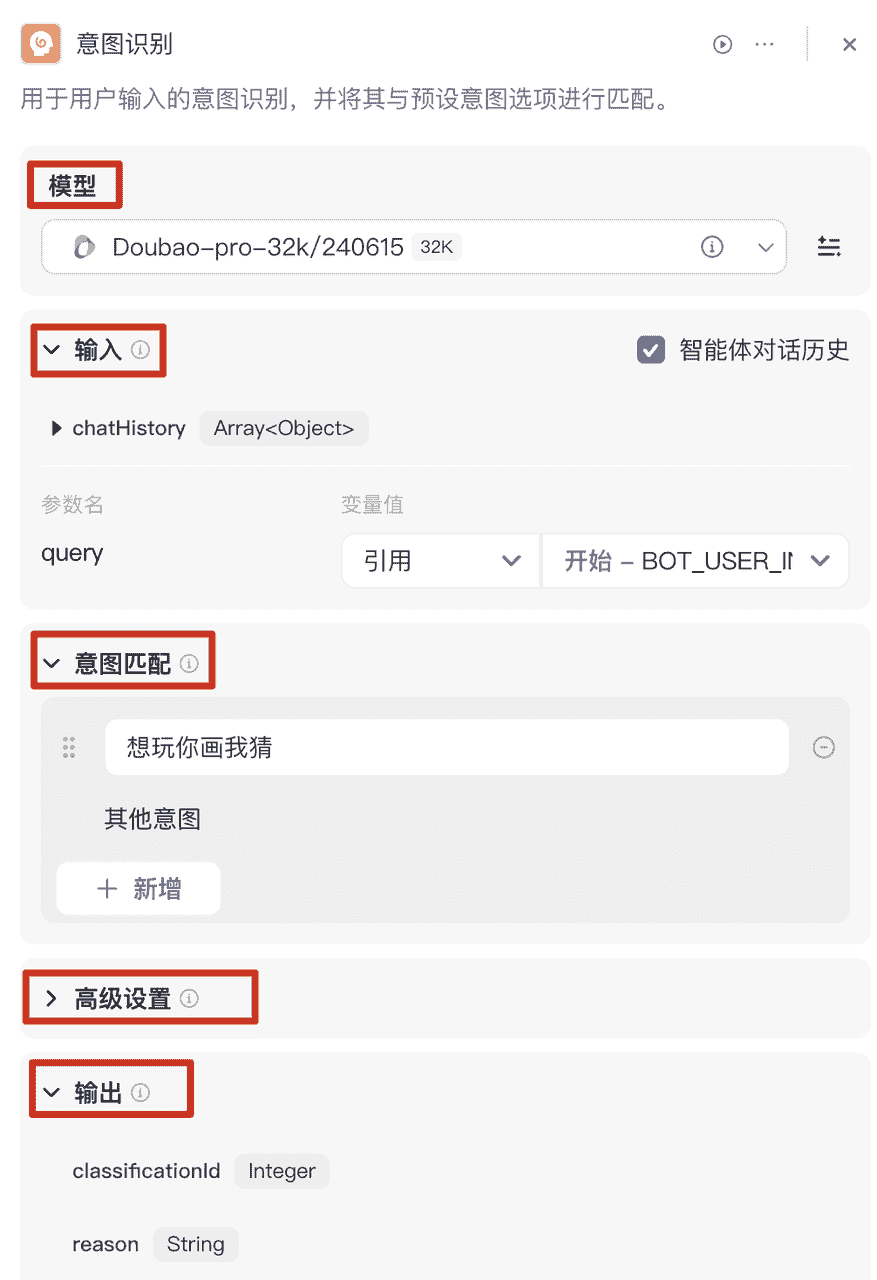 意图识别
用于用户输入的意图识别，并将其与预设意图选项进行匹配。
模型
Doubao-pro-32k/240615 32K
输入 智能体对话历史
chatHistory Array<Object>
参数名 变量值
query 引用 开始 - BOT_USER_IN
意图匹配
想玩你画我猜
其他意图
+ 新增
高级设置
输出
classificationId Integer
reason String